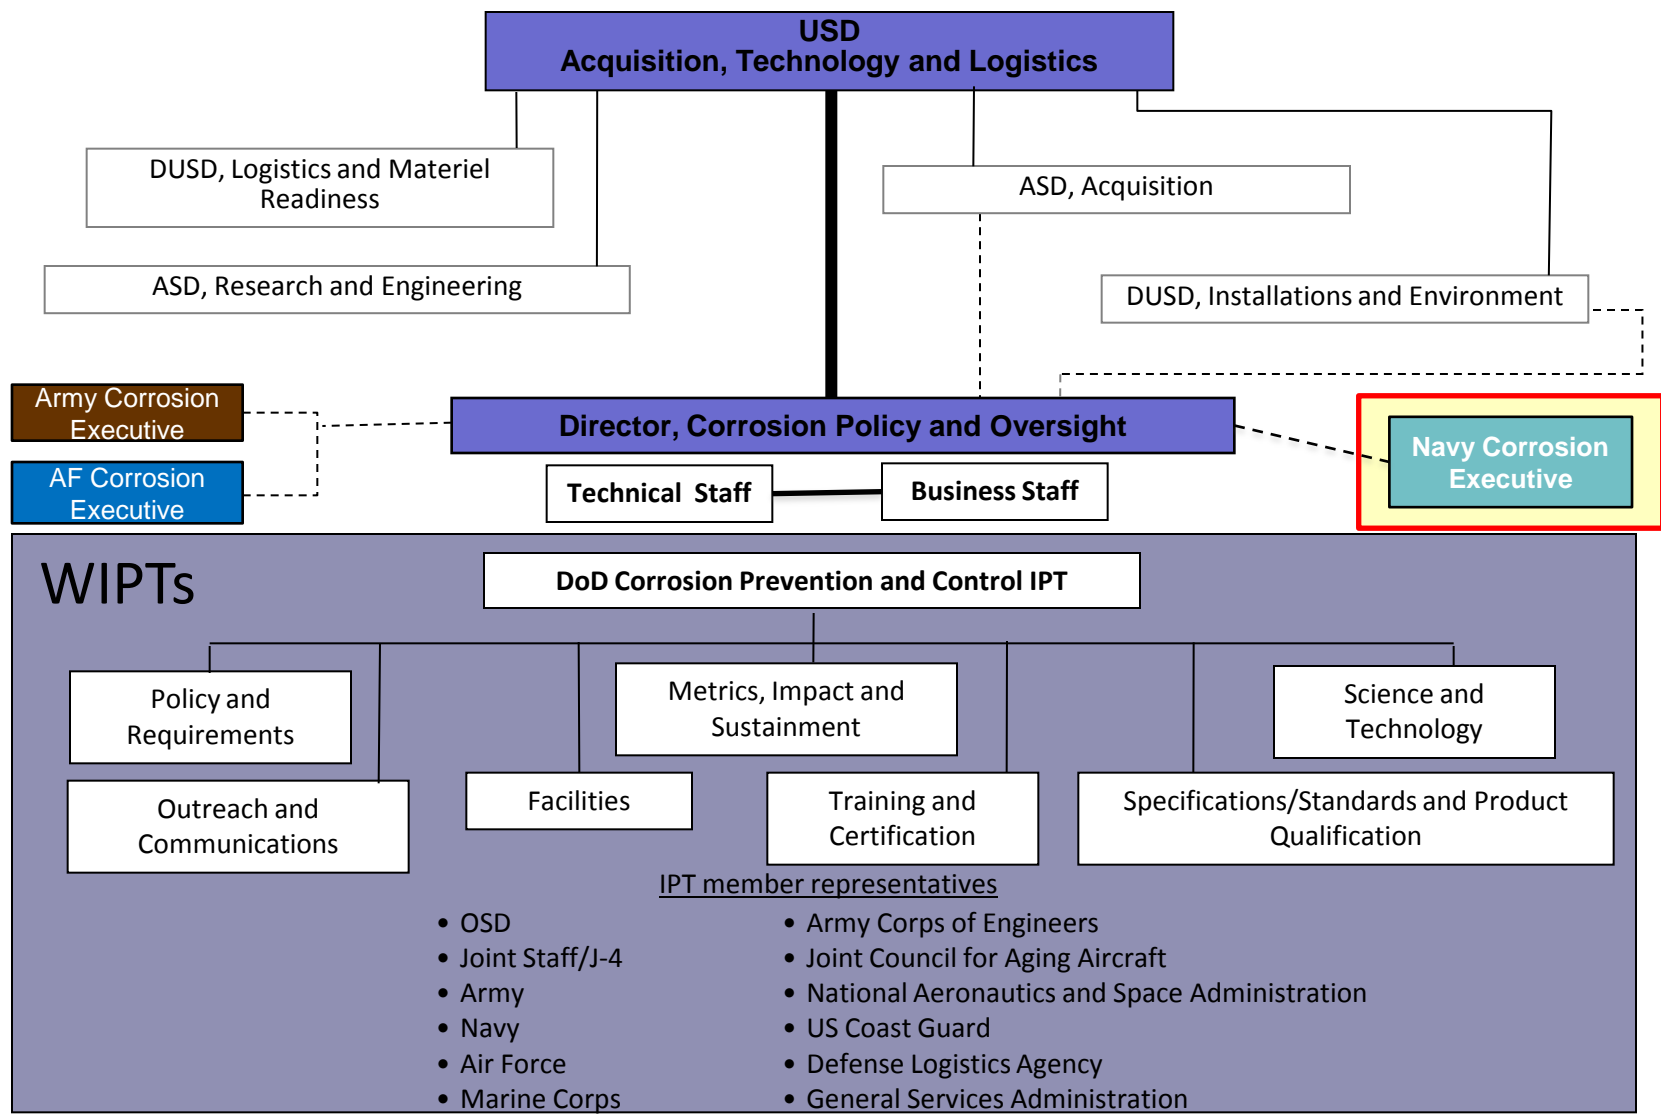 USD
Acquisition, Technology and Logistics
DUSD, Logistics and Materiel
Readiness
ASD, Acquisition
ASD, Research and Engineering
DUSD, Installations and Environment
Army Corrosion
Executive
Director, Corrosion Policy and Oversight
Navy Corrosion
Executive
AF Corrosion
Executive
Technical Staff
Business Staff
WIPTs
DoD Corrosion Prevention and Control IPT
Policy and
Requirements
Metrics, Impact and
Sustainment
Science and
Technology
Outreach and
Communications
Facilities
Training and
Certification
Specifications/Standards and Product
Qualification
IPT member representatives
• OSD
• Joint Staff/J-4
• Army
• Navy
• Air Force
• Marine Corps
• Army Corps of Engineers
• Joint Council for Aging Aircraft
• National Aeronautics and Space Administration
• US Coast Guard
• Defense Logistics Agency
• General Services Administration